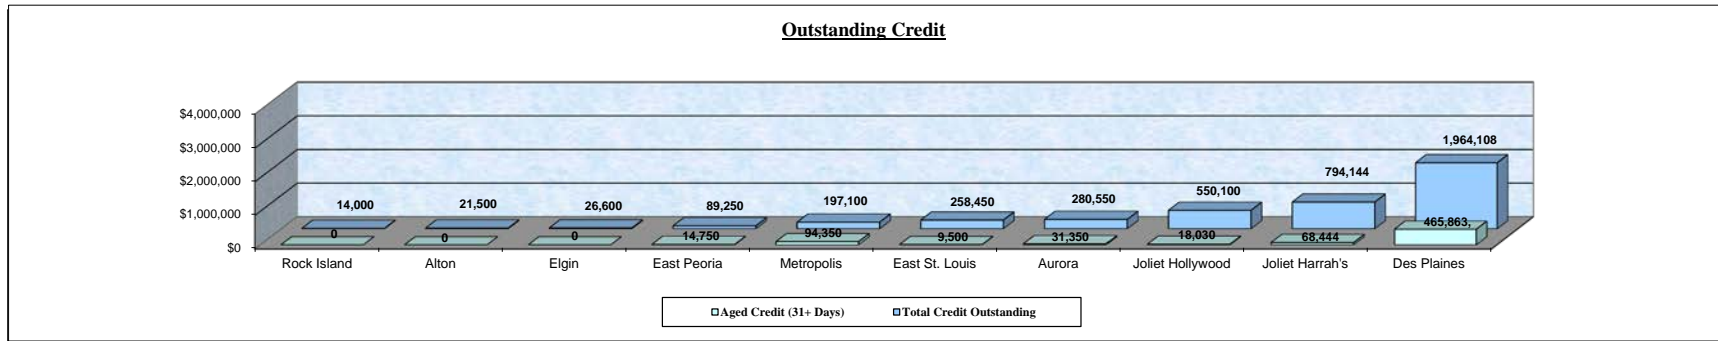 Outstanding Credit
$4,000,000
$3,000,000
$2,000,000
$1,000,000
$0
14,000 21,500 26,600 89,250 197,100 258,450 280,550 550,100 794,144 1,964,108
0 0 0 14,750 94,350 9,500 31,350 18,030 68,444 465,863,
Rock Island Alton Elgin East Peoria Metropolis East St. Louis Aurora Joliet Hollywood Joliet Harrah's Des Plaines
Aged Credit (31+ Days) Total Credit Outstanding